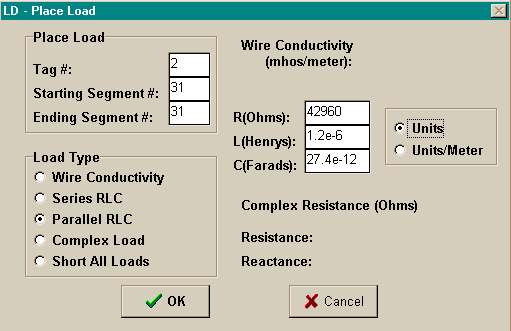 LD - Place Load
Place Load
Tag #: 2
Starting Segment #: 31
Ending Segment #: 31
Wire Conductivity
(mhos/meter):
R(Ohms): 42960
L(Henrys): 1.2e-6
C(Farads): 27.4e-12
Units
Units/Meter
Load Type
Wire Conductivity
Series RLC
Parallel RLC
Complex Load
Short All Loads
Complex Resistance (Ohms)
Resistance:
Reactance:
OK
Cancel